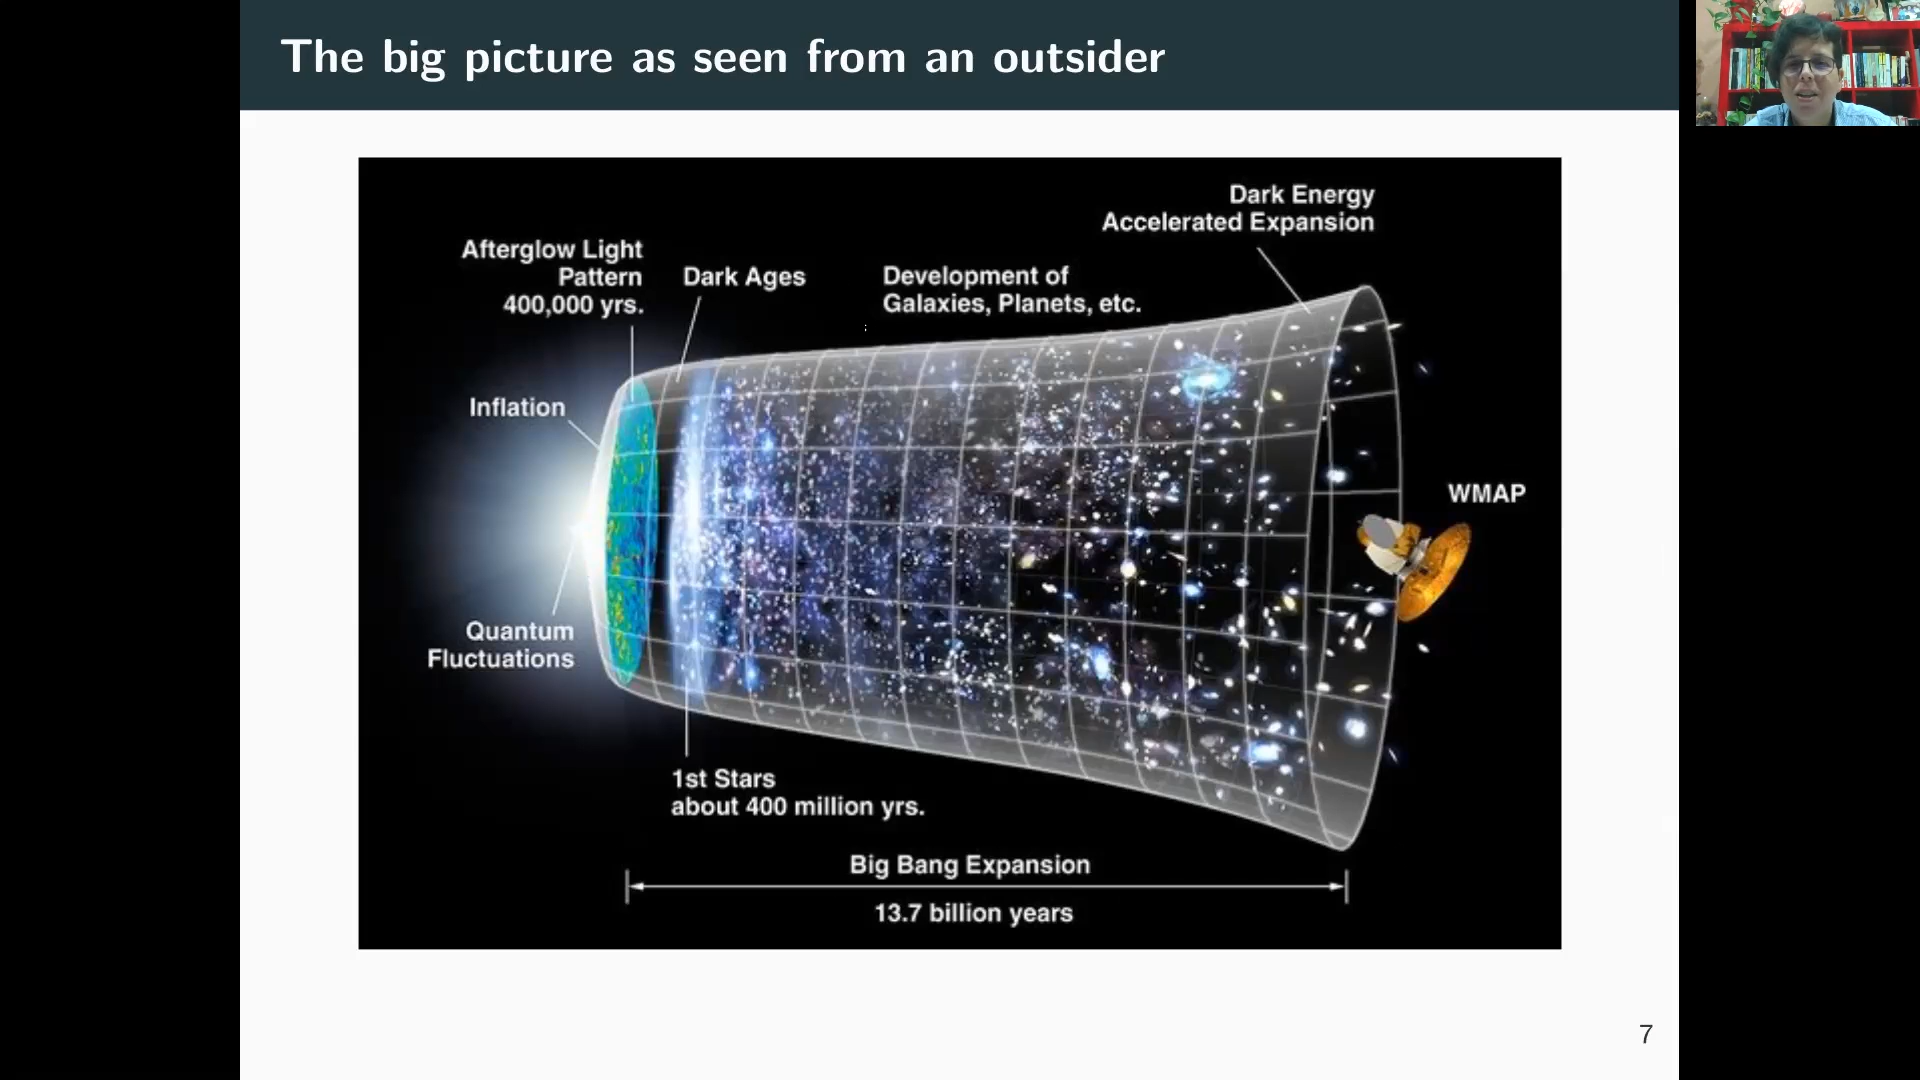 The big picture as seen from an outsider
Dark Energy
Accelerated Expansion
Afterglow Light
Pattern
400,000 yrs.
Dark Ages
Development of
Galaxies, Planets, etc.
Inflation
WMAP
Quantum
Fluctuations
1st Stars
about 400 million yrs.
Big Bang Expansion
13.7 billion years
7